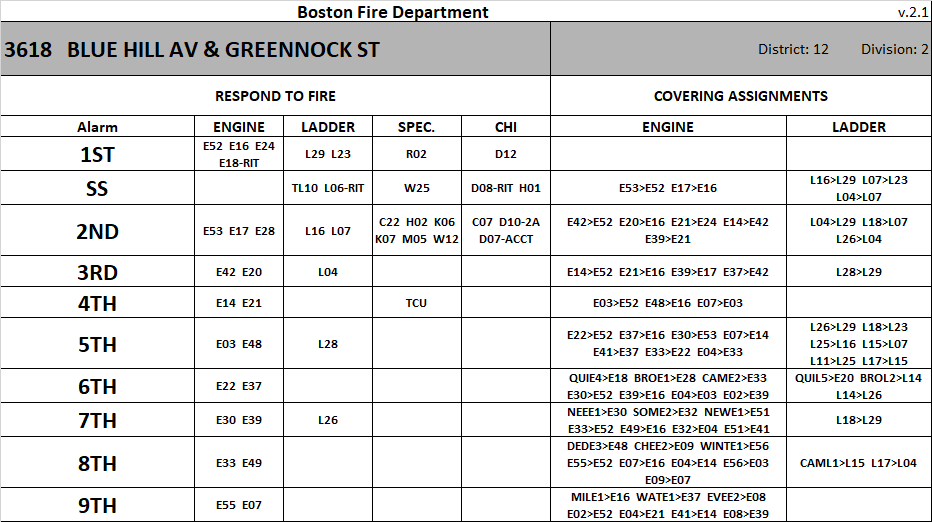 Boston Fire Department v.2.1
3618 BLUE HILL AV & GREENNOCK ST District: 12 Division: 2
RESPOND TO FIRE COVERING ASSIGNMENTS
Alarm ENGINE LADDER SPEC. CHI ENGINE LADDER
1ST
E52 E16 E24
E18-RIT
L29 L23
R02
D12
SS
TL10 L06-RIT
W25
D08-RIT H01
E53>E52 E17>E16
L16>L29 L07>L23
L04>L07
2ND
E53 E17 E28
L16 L07
C22 H02 K06
K07 M05 W12
C07 D10-2A
D07-ACCT
E42>E52 E20>E16 E21>E24 E14>E42
E39>E21
L04>L29 L18>L07
L26>L04
3RD
E42 E20
L04
E14>E52 E21>E16 E39>E17 E37>E42
L28>L29
4TH
E14 E21
TCU
E03>E52 E48>E16 E07>E03
5TH
E03 E48
L28
E22>E52 E37>E16 E30>E53 E07>E14
E41>E37 E33>E22 E04>E33
L26>L29 L18>L23
L25>L16 L15>L07
L11>L25 L17>L15
6TH
E22 E37
QUIE4>E18 BROE1>E28 CAME2>E33
E30>E52 E39>E16 E04>E03 E02>E39
QUIL5>E20 BROL2>L14
L14>L26
7TH
E30 E39
L26
NEEE1>E30 SOME2>E32 NEWE1>E51
E33>E52 E49>E16 E32>E04 E51>E41
L18>L29
8TH
E33 E49
DEDE3>E48 CHEE2>E09 WINTE1>E56
E55>E52 E07>E16 E04>E14 E56>E03
E09>E07
CAML1>L15 L17>L04
9TH
E55 E07
MILE1>E16 WATE1>E37 EVEE2>E08
E02>E52 E04>E21 E41>E14 E08>E39